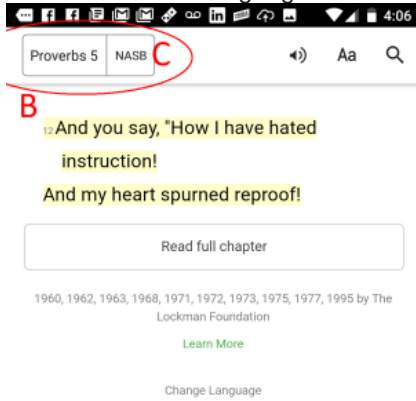 4:06
Proverbs 5 NASB C Aa
B
12 And you say, "How I have hated
instruction!
And my heart spurned reproof!
Read full chapter
1960, 1962, 1963, 1968, 1971, 1972, 1973, 1975, 1977, 1995 by The
Lockman Foundation
Learn More
Change Language